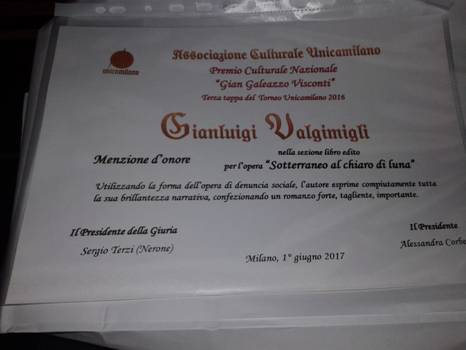 unicamilano
Associazione Culturale Unicamilano
Premio Culturale Nazionale
"Gian Galeazzo Visconti"
Terza tappa del Torneo Unicamilano 2016
Gianluigi Valgimigli
nella sezione libro edito
Menzione d'onore
per l'opera "Sotterraneo al chiaro di luna"
Utilizzando la forma dell'opera di denuncia sociale, l'autore esprime compiutamente tutta
la sua brillantezza narrativa, confezionando un romanzo forte, tagliente, importante.
Il Presidente della Giuria
Sergio Terzi (Nerone)
Il Presidente
Alessandra Corbe
Milano, 1° giugno 2017